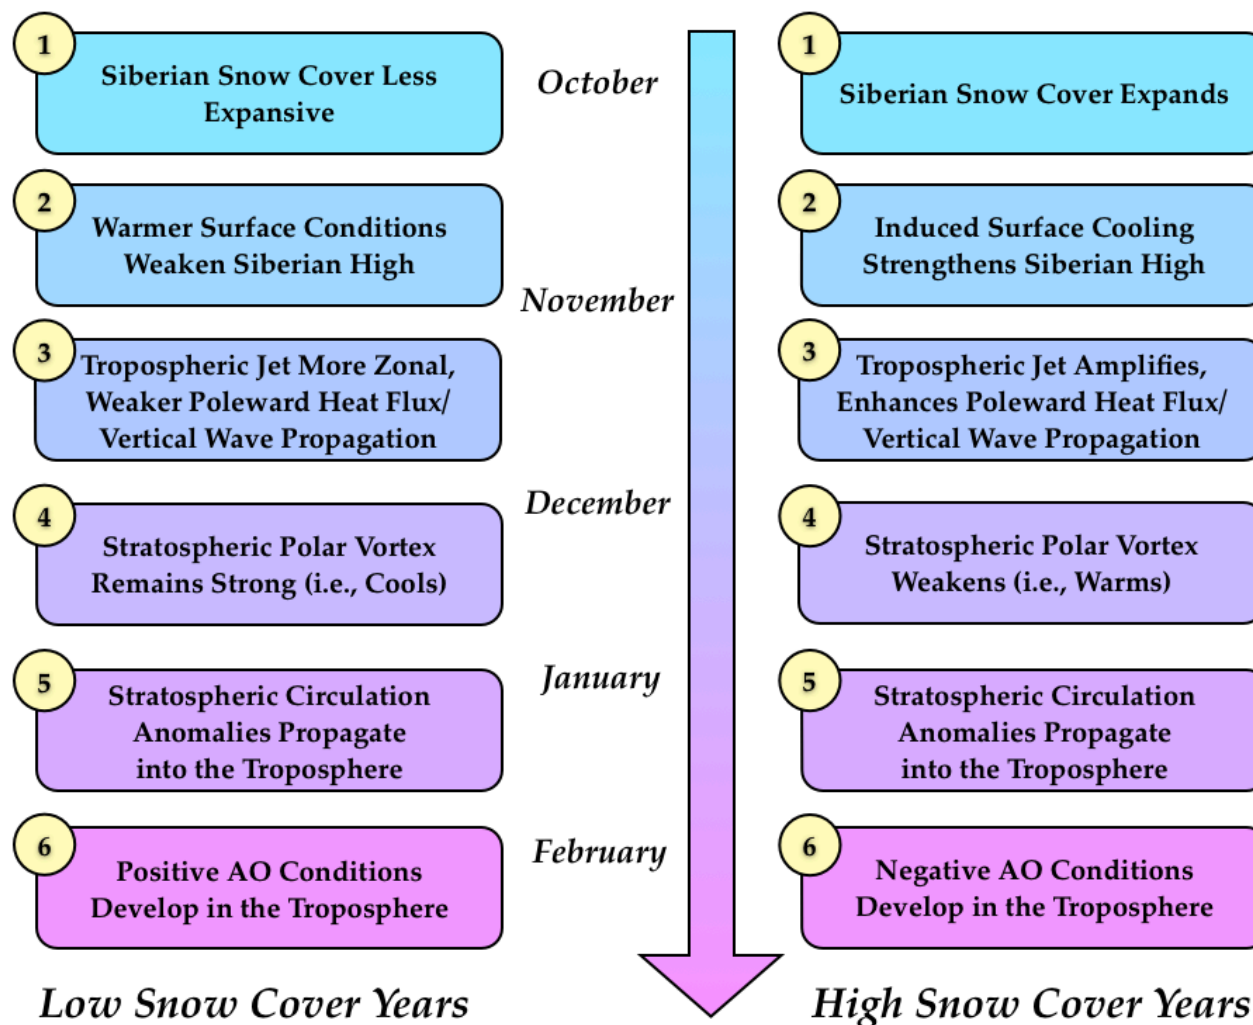 1
Siberian Snow Cover Less
Expansive
2
Warmer Surface Conditions
Weaken Siberian High
3
Tropospheric Jet More Zonal,
Weaker Poleward Heat Flux/
Vertical Wave Propagation
4
Stratospheric Polar Vortex
Remains Strong (i.e., Cools)
5
Stratospheric Circulation
Anomalies Propagate
into the Troposphere
6
Positive AO Conditions
Develop in the Troposphere
Low Snow Cover Years
October
November
December
January
February
1
Siberian Snow Cover Expands
2
Induced Surface Cooling
Strengthens Siberian High
3
Tropospheric Jet Amplifies,
Enhances Poleward Heat Flux/
Vertical Wave Propagation
4
Stratospheric Polar Vortex
Weakens (i.e., Warms)
5
Stratospheric Circulation
Anomalies Propagate
into the Troposphere
6
Negative AO Conditions
Develop in the Troposphere
High Snow Cover Years